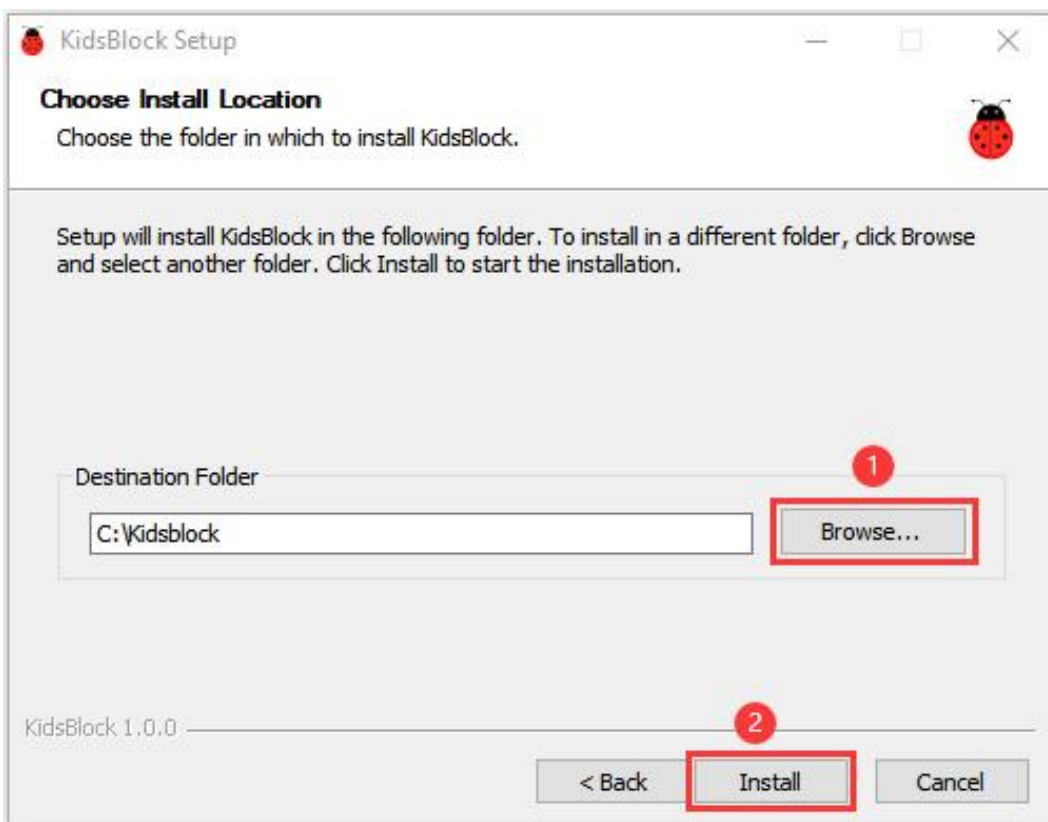 KidsBlock Setup
Choose Install Location
Choose the folder in which to install KidsBlock.
Setup will install KidsBlock in the following folder. To install in a different folder, click Browse
and select another folder. Click Install to start the installation.
Destination Folder
1
C:\Kidsblock
Browse...
KidsBlock 1.0.0
2
< Back
Install
Cancel